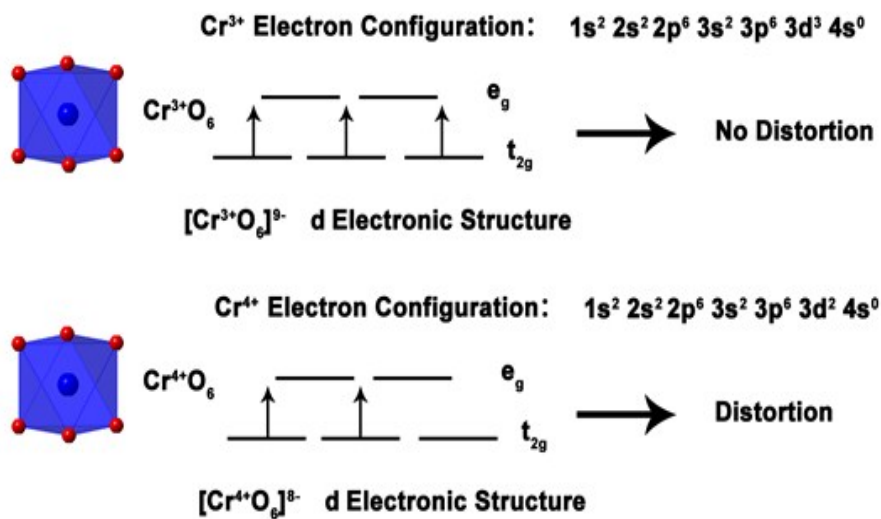 Cr³⁺ Electron Configuration: 1s² 2s² 2p⁶ 3s² 3p⁶ 3d³ 4s⁰
e_g
Cr³⁺O₆
No Distortion
t₂g
[Cr³⁺O₆]⁹⁻ d Electronic Structure
Cr⁴⁺ Electron Configuration: 1s² 2s² 2p⁶ 3s² 3p⁶ 3d² 4s⁰
e_g
Cr⁴⁺O₆
Distortion
t₂g
[Cr⁴⁺O₆]⁸⁻ d Electronic Structure